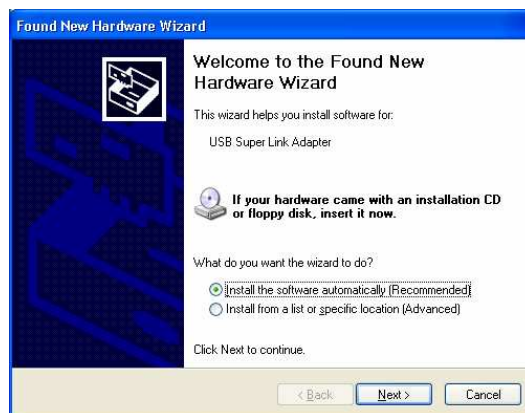 Found New Hardware Wizard
Welcome to the Found New
Hardware Wizard
This wizard helps you install software for:
USB Super Link Adapter
If your hardware came with an installation CD
or floppy disk, insert it now.
What do you want the wizard to do?
Install the software automatically (Recommended)
Install from a list or specific location (Advanced)
Click Next to continue.
< Back
Next >
Cancel